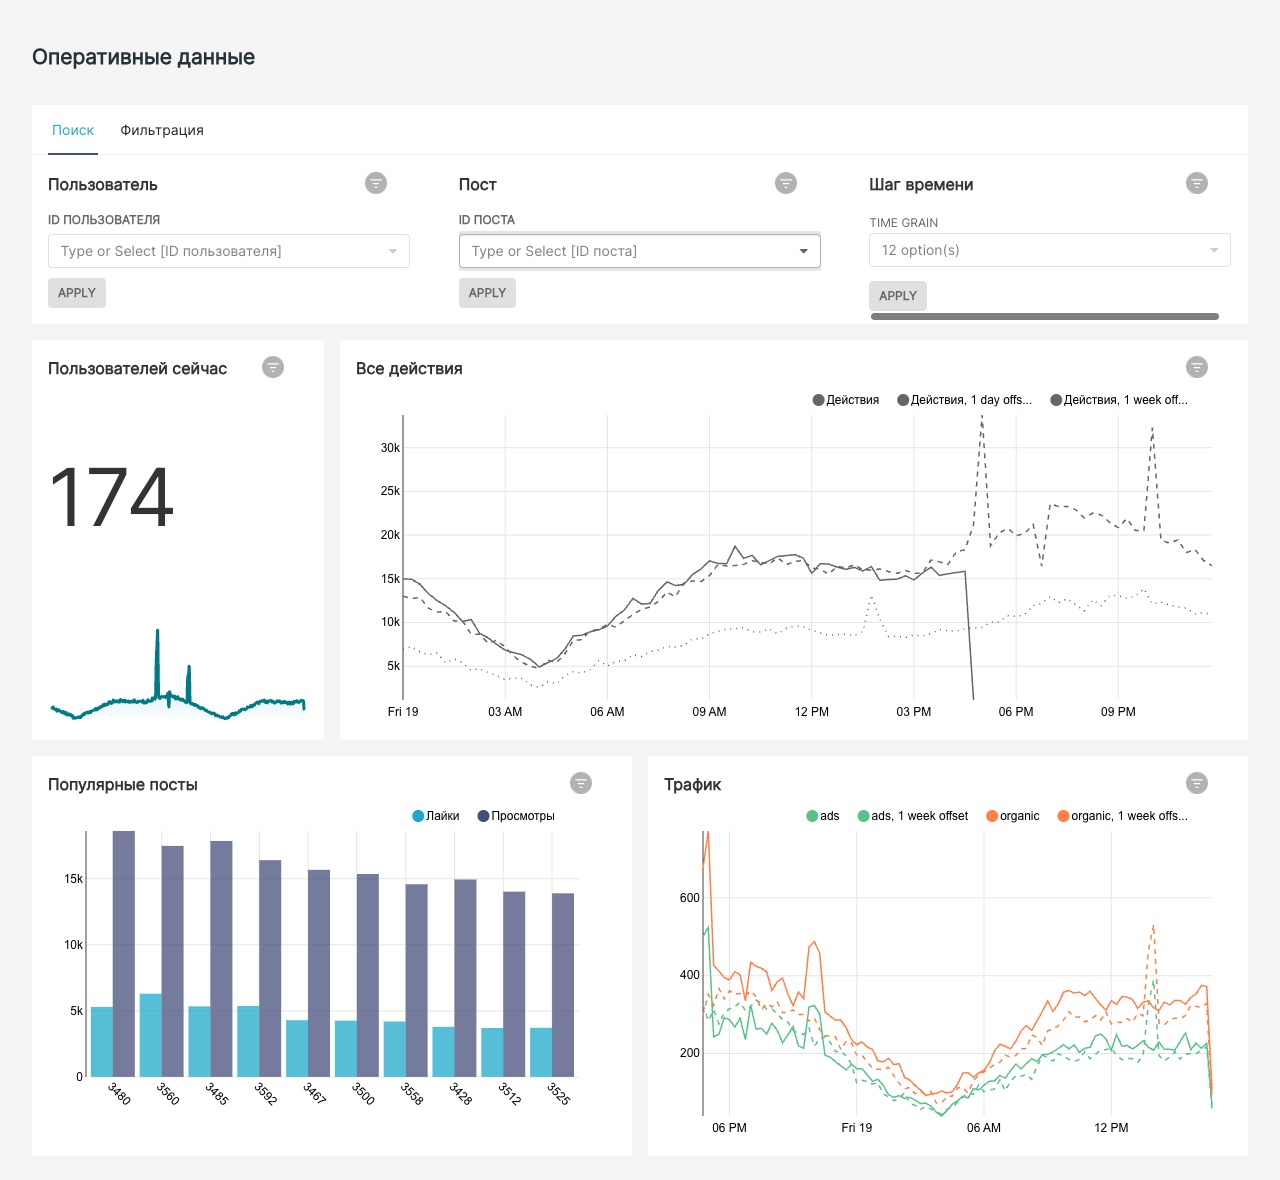 Оперативные данные
Поиск Фильтрация
Пользователь
ID ПОЛЬЗОВАТЕЛЯ
Type or Select [ID пользователя]
APPLY
Пост
ID ПОСТА
Type or Select [ID поста]
APPLY
Шаг времени
TIME GRAIN
12 option(s)
APPLY
Пользователей сейчас
174
Все действия
Действия Действия, 1 day offs... Действия, 1 week off...
30k
25k
20k
15k
10k
5k
Fri 19 03 AM 06 AM 09 AM 12 PM 03 PM 06 PM 09 PM
Популярные посты
Лайки Просмотры
15k
10k
5k
0
3480 3560 3485 3592 3467 3500 3558 3428 3512 3525
Трафик
ads ads, 1 week offset organic organic, 1 week offs...
600
400
200
06 PM Fri 19 06 AM 12 PM